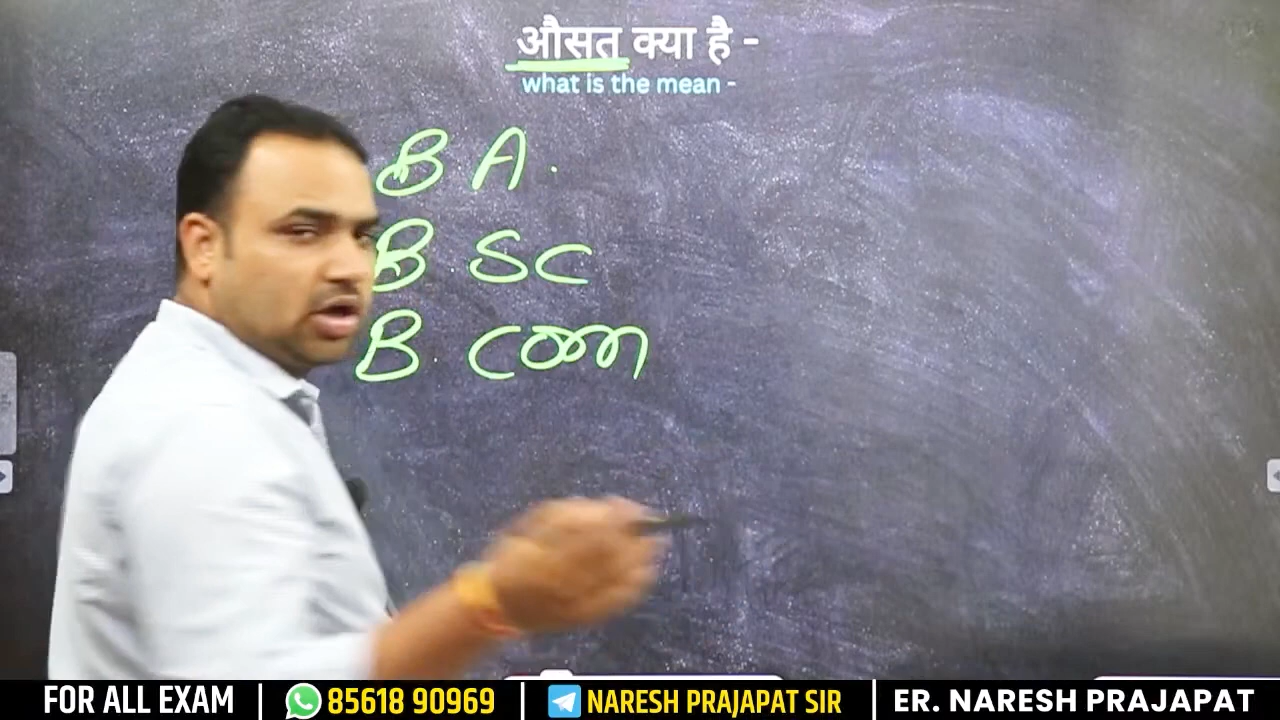 औसत क्या है -
what is the mean -
B A.
B SC
B Com
FOR ALL EXAM | 85618 90969 | NARESH PRAJAPAT SIR | ER. NARESH PRAJAPAT